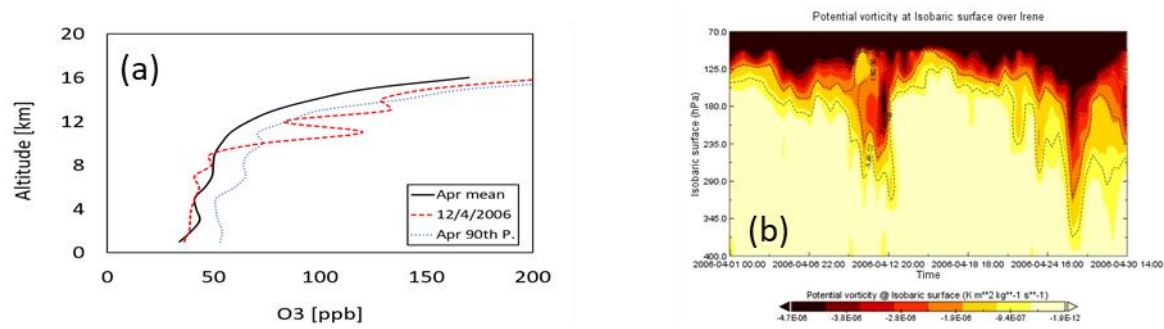 (a)
20
16
12
8
4
0
Altitude [km]
0 50 100 150 200
O3 [ppb]
Apr mean
12/4/2006
Apr 90th P.
Potential vorticity at Isobaric surface over Irene
(b)
70.0
125.0
180.0
235.0
290.0
345.0
400.0
Isobaric surface (hPa)
2006-04-01 00:00 2006-04-06 22:00 2006-04-12 20:00 2006-04-18 18:00 2006-04-24 16:00 2006-04-30 14:00
Time
Potential vorticity @ Isobaric surface (K m**2 kg**-1 s**-1)
-4.7E-06 -3.8E-06 -2.8E-06 -1.9E-06 -9.4E-07 -1.9E-12